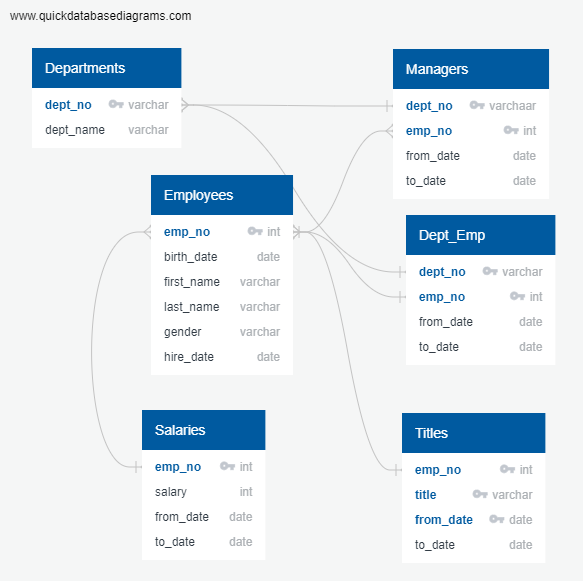 www.quickdatabasediagrams.com
Departments
dept_no varchar
dept_name varchar
Managers
dept_no varchaar
emp_no int
from_date date
to_date date
Employees
emp_no int
birth_date date
first_name varchar
last_name varchar
gender varchar
hire_date date
Dept_Emp
dept_no varchar
emp_no int
from_date date
to_date date
Salaries
emp_no int
salary int
from_date date
to_date date
Titles
emp_no int
title varchar
from_date date
to_date date